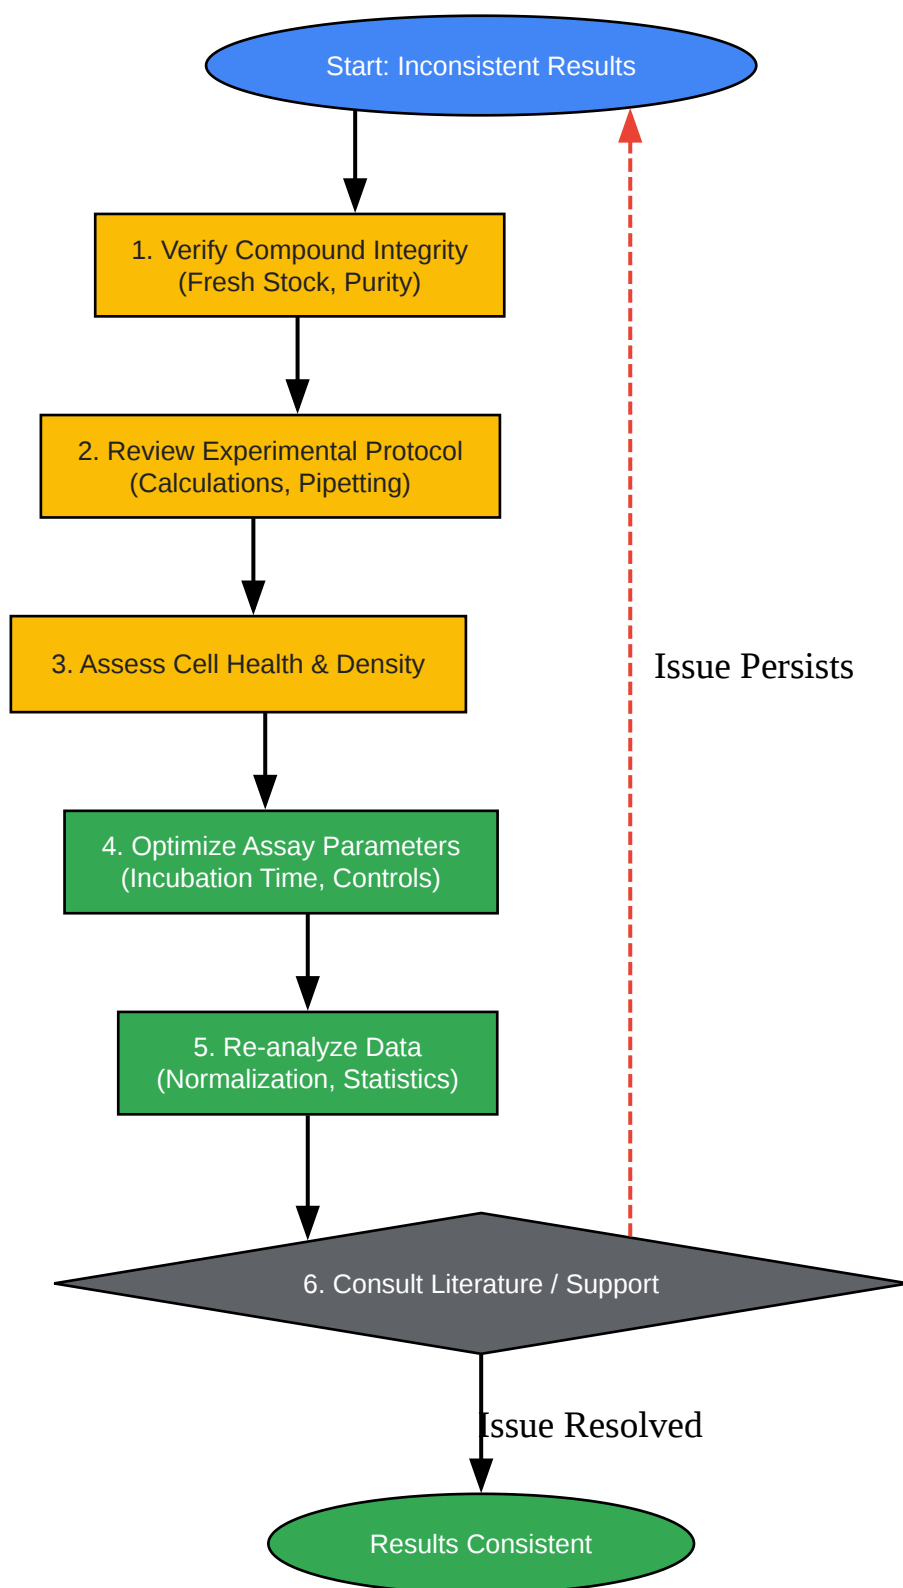 Start: Inconsistent Results
1. Verify Compound Integrity
(Fresh Stock, Purity)
2. Review Experimental Protocol
(Calculations, Pipetting)
3. Assess Cell Health & Density
Issue Persists
4. Optimize Assay Parameters
(Incubation Time, Controls)
5. Re-analyze Data
(Normalization, Statistics)
6. Consult Literature / Support
Issue Resolved
Results Consistent